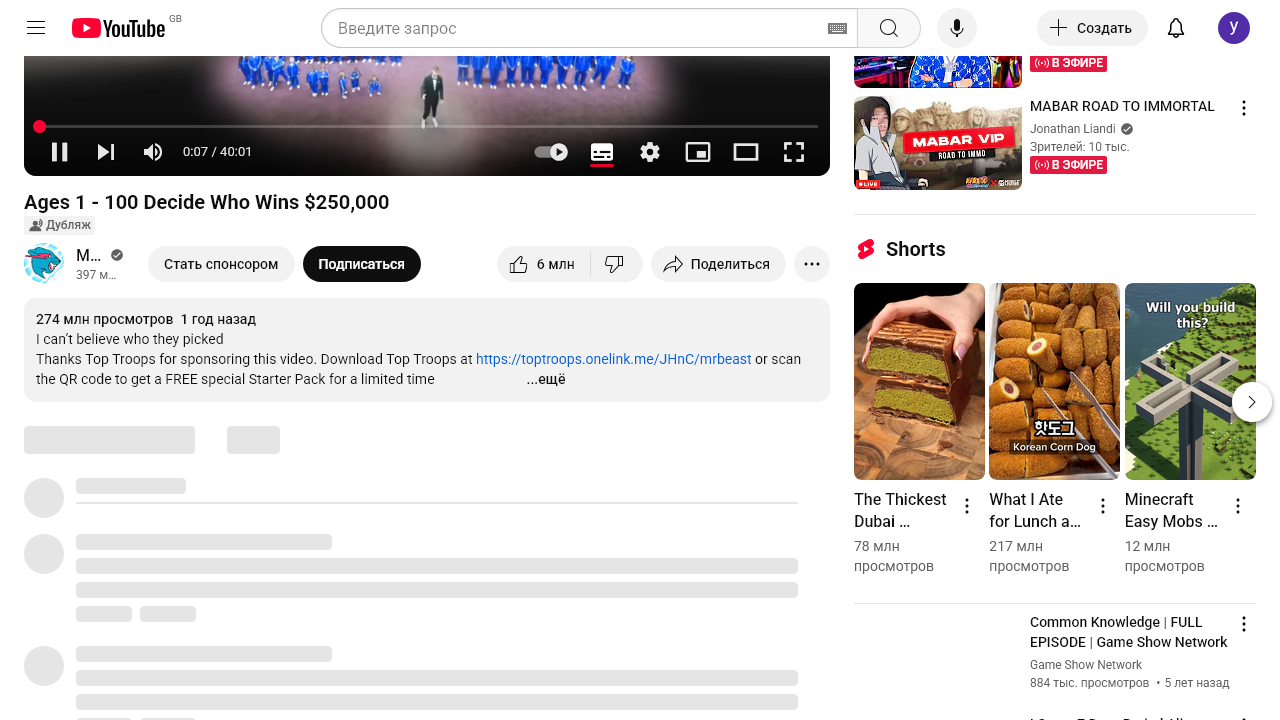 YouTube GB
Введите запрос
Создать
y
0:07 / 40:01
Ages 1 - 100 Decide Who Wins $250,000
Дубляж
M...
397 м...
Стать спонсором
Подписаться
6 млн
Поделиться
274 млн просмотров 1 год назад
I can't believe who they picked
Thanks Top Troops for sponsoring this video. Download Top Troops at https://toptroops.onelink.me/JHnC/mrbeast or scan
the QR code to get a FREE special Starter Pack for a limited time
...ещё
В ЭФИРЕ
MABAR VIP
ROAD TO IMMO
LIVE
MABAR ROAD TO IMMORTAL
Jonathan Liandi
Зрителей: 10 тыс.
В ЭФИРЕ
Shorts
핫도그
Korean Corn Dog
Will you build
this?
The Thickest
Dubai ...
78 млн
просмотров
What I Ate
for Lunch a...
217 млн
просмотров
Minecraft
Easy Mobs ...
12 млн
просмотров
Common Knowledge | FULL
EPISODE | Game Show Network
Game Show Network
884 тыс. просмотров • 5 лет назад